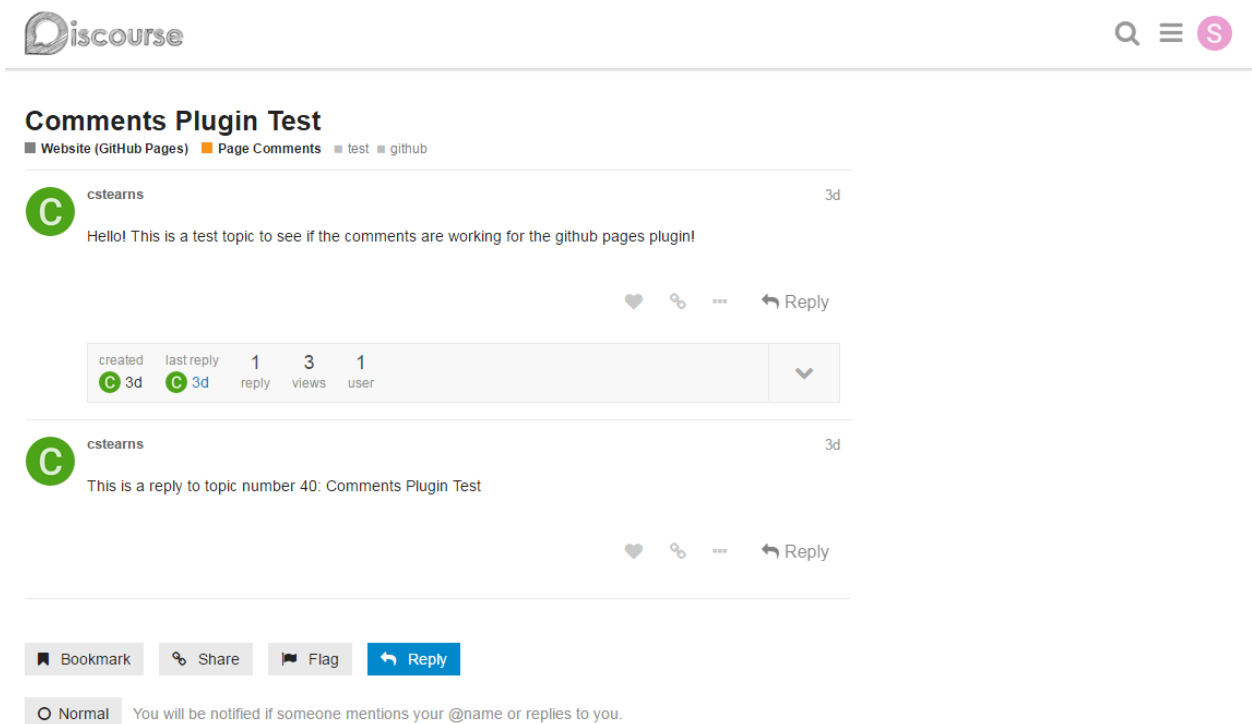 Discourse
S
Comments Plugin Test
Website (GitHub Pages) Page Comments test github
C
cstearns 3d
Hello! This is a test topic to see if the comments are working for the github pages plugin!
Reply
created last reply 1 3 1
C 3d C 3d reply views user
C
cstearns 3d
This is a reply to topic number 40: Comments Plugin Test
Reply
Bookmark Share Flag Reply
Normal You will be notified if someone mentions your @name or replies to you.